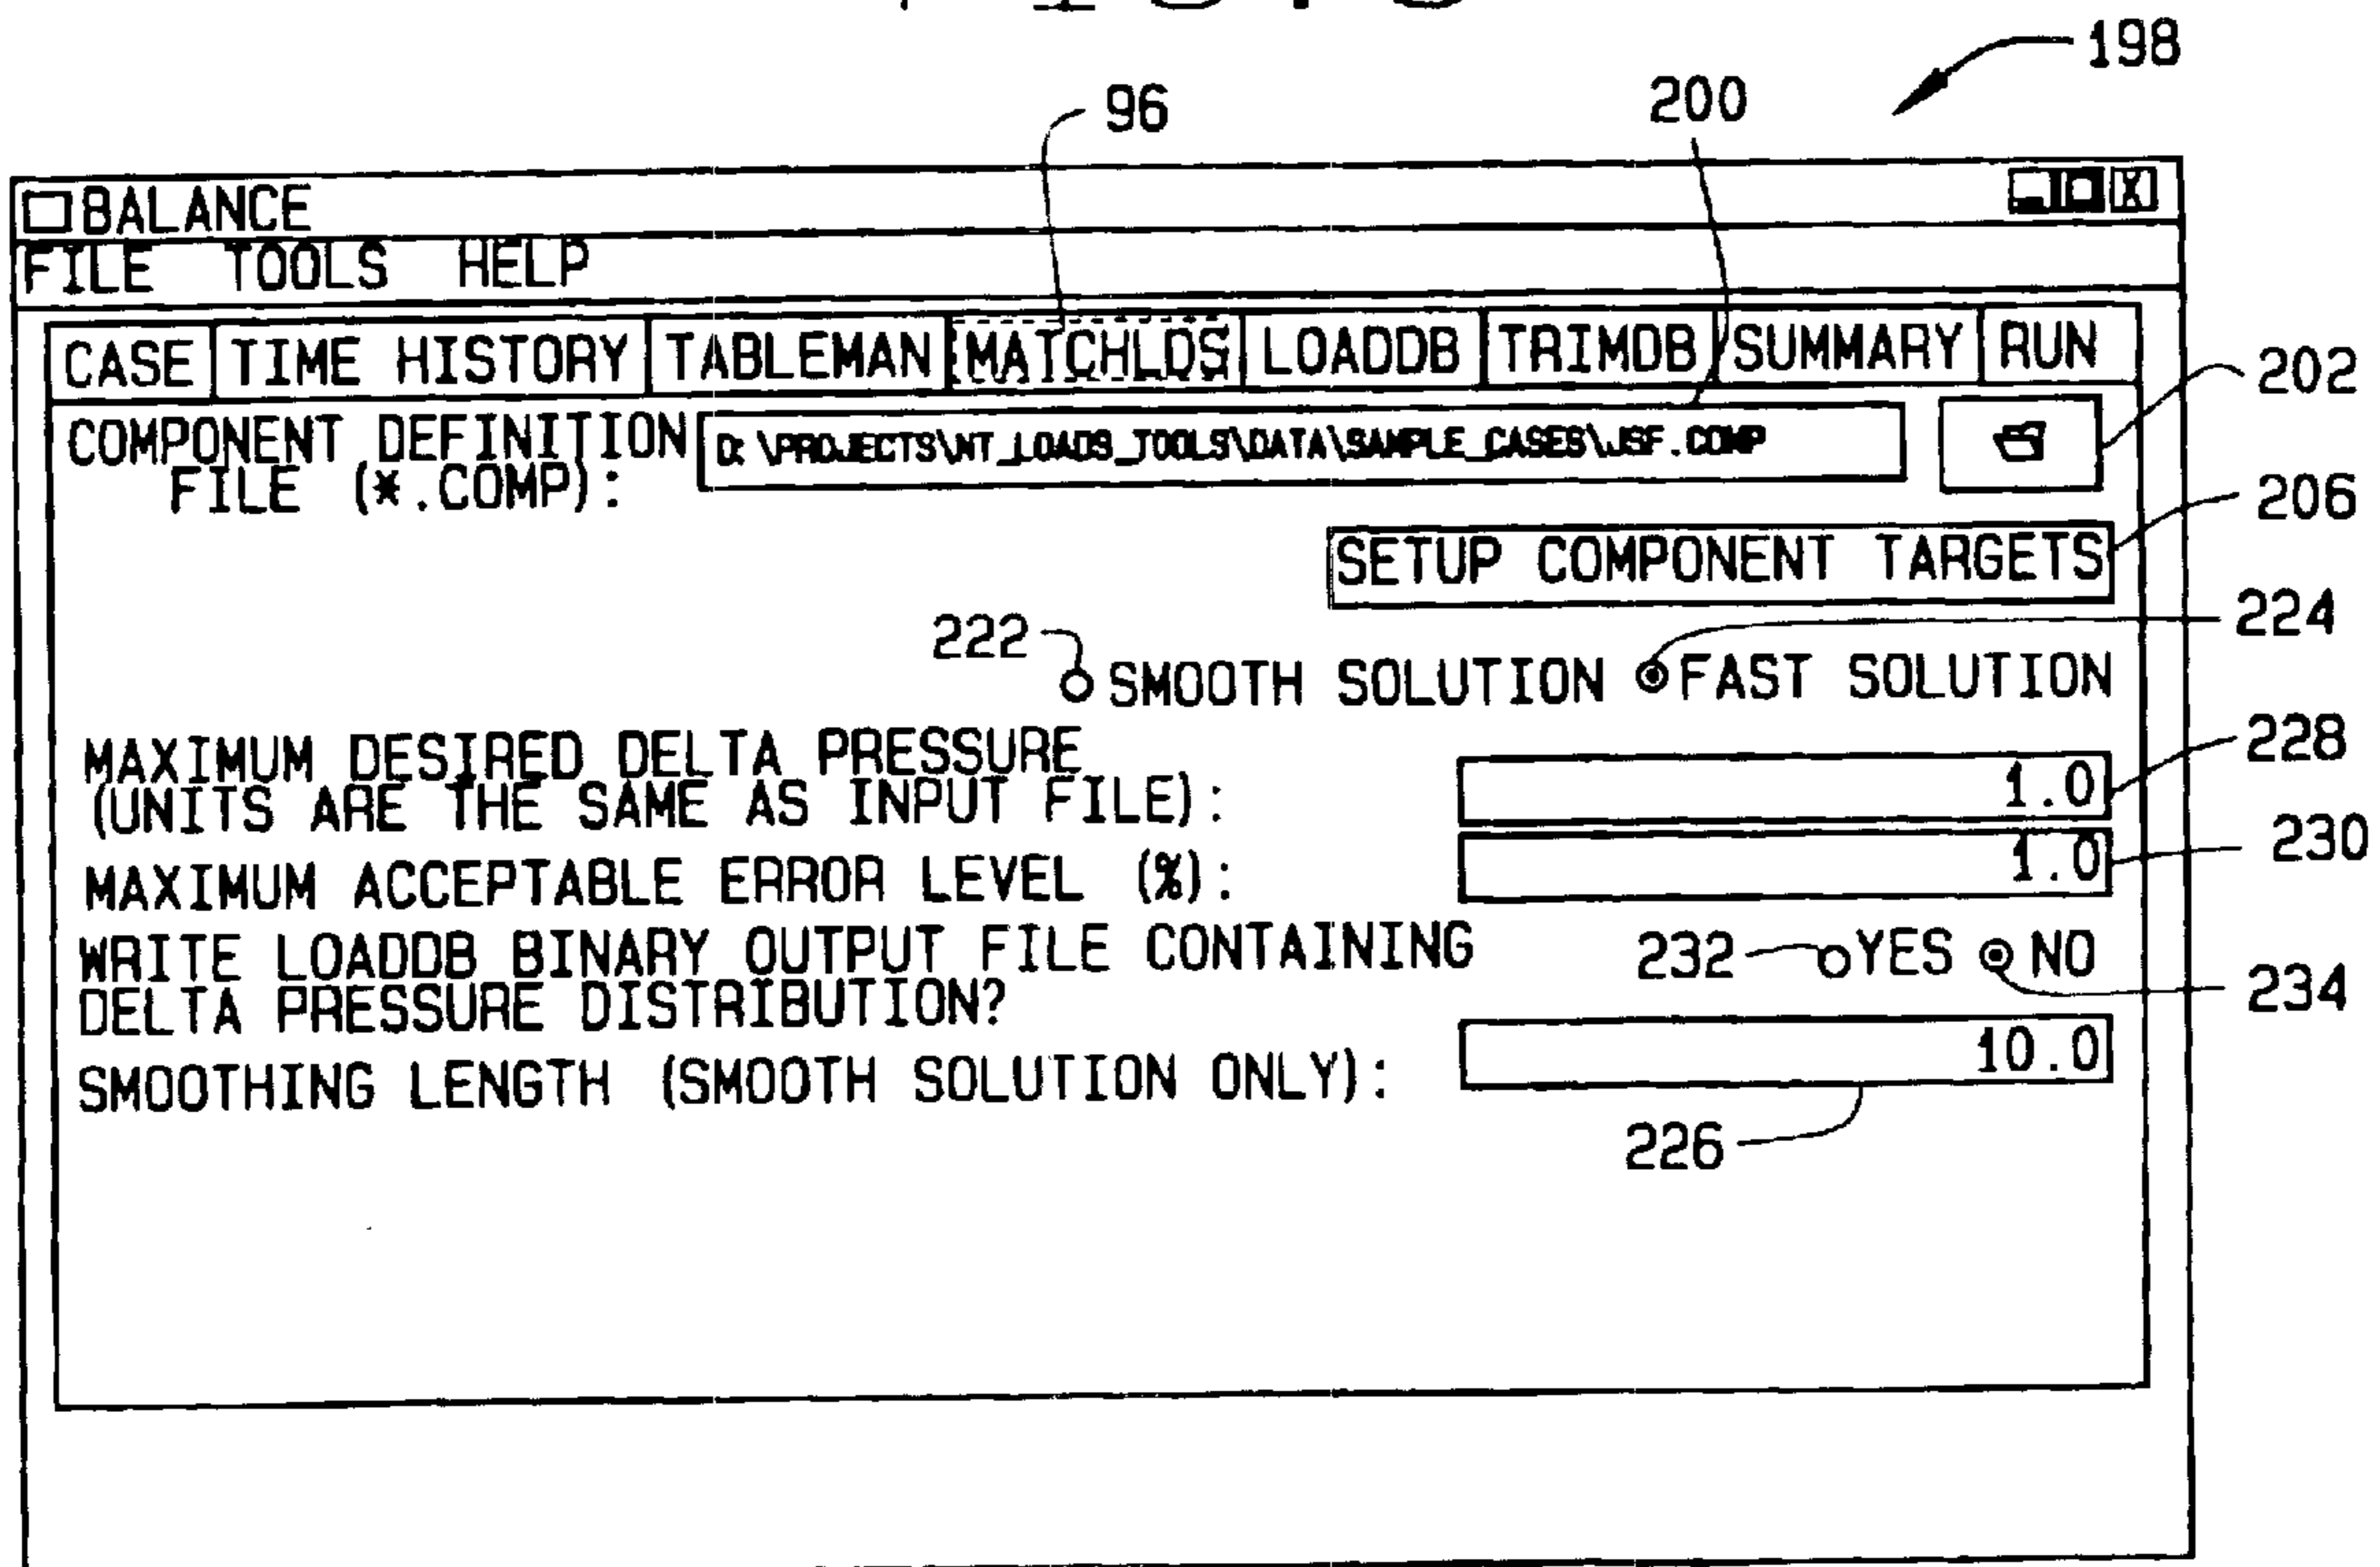 198
96
200
BALANCE
FILE TOOLS HELP
CASE TIME HISTORY TABLEMAN MATCHLDS LOADDB TRIMDB SUMMARY RUN
202
COMPONENT DEFINITION D:\PROJECTS\NT_LOADS_TOOLS\DATA\SAMPLE_CASES\JSF.COMP
FILE (*.COMP):
206
SETUP COMPONENT TARGETS
224
222
SMOOTH SOLUTION FAST SOLUTION
228
MAXIMUM DESIRED DELTA PRESSURE
(UNITS ARE THE SAME AS INPUT FILE): 1.0
230
MAXIMUM ACCEPTABLE ERROR LEVEL (%): 1.0
WRITE LOADDB BINARY OUTPUT FILE CONTAINING 232 YES NO
DELTA PRESSURE DISTRIBUTION? 234
SMOOTHING LENGTH (SMOOTH SOLUTION ONLY): 10.0
226